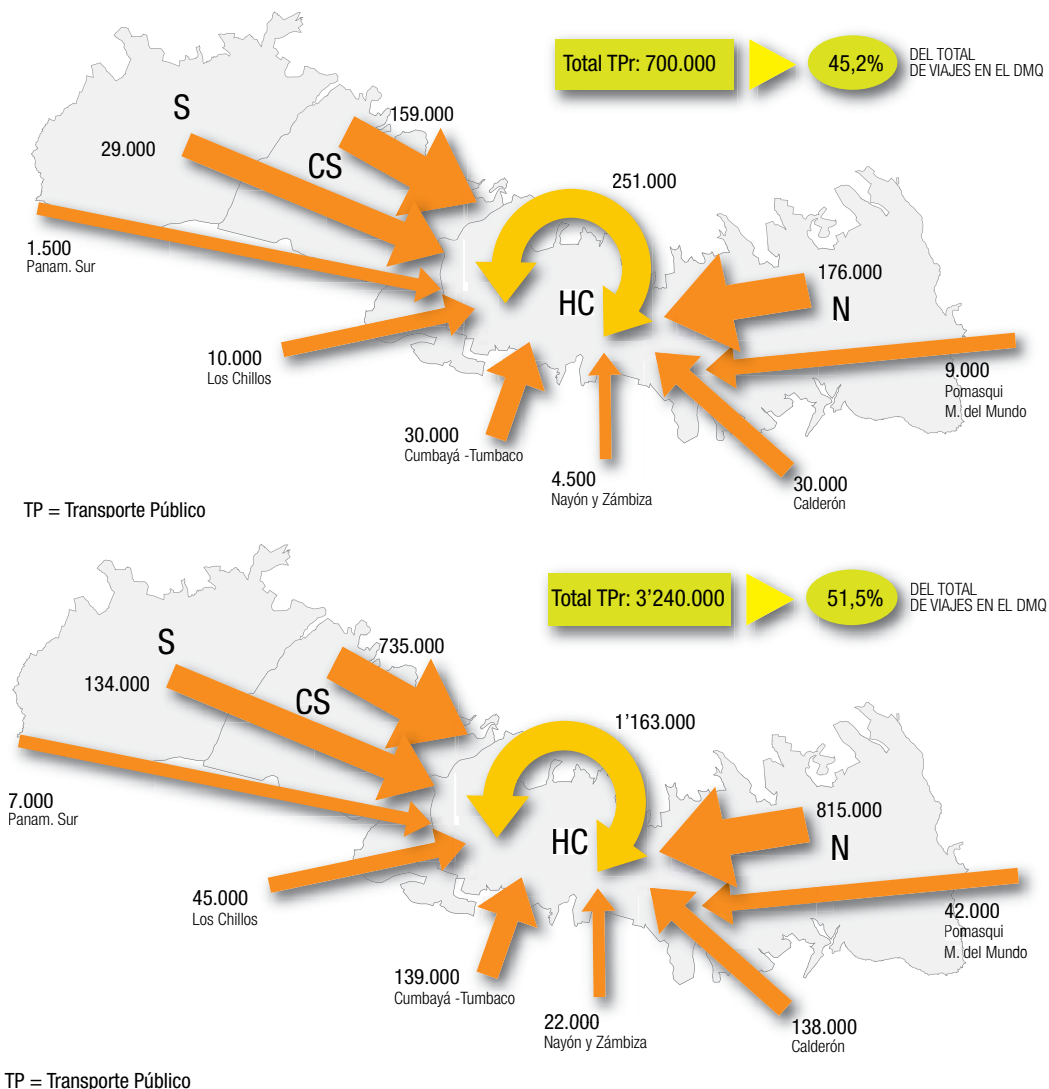 Total TPr: 700.000
45,2%
DEL TOTAL
DE VIAJES EN EL DMQ
S
159.000
29.000
CS
251.000
1.500
Panam. Sur
HC
176.000
N
10.000
Los Chillos
9.000
Pomasqui
M. del Mundo
30.000
Cumbayá -Tumbaco
4.500
Nayón y Zámbiza
30.000
Calderón
TP = Transporte Público
Total TPr: 3'240.000
51,5%
DEL TOTAL
DE VIAJES EN EL DMQ
S
735.000
134.000
CS
1'163.000
7.000
Panam. Sur
HC
815.000
N
45.000
Los Chillos
42.000
Pomasqui
M. del Mundo
139.000
Cumbayá -Tumbaco
22.000
Nayón y Zámbiza
138.000
Calderón
TP = Transporte Público